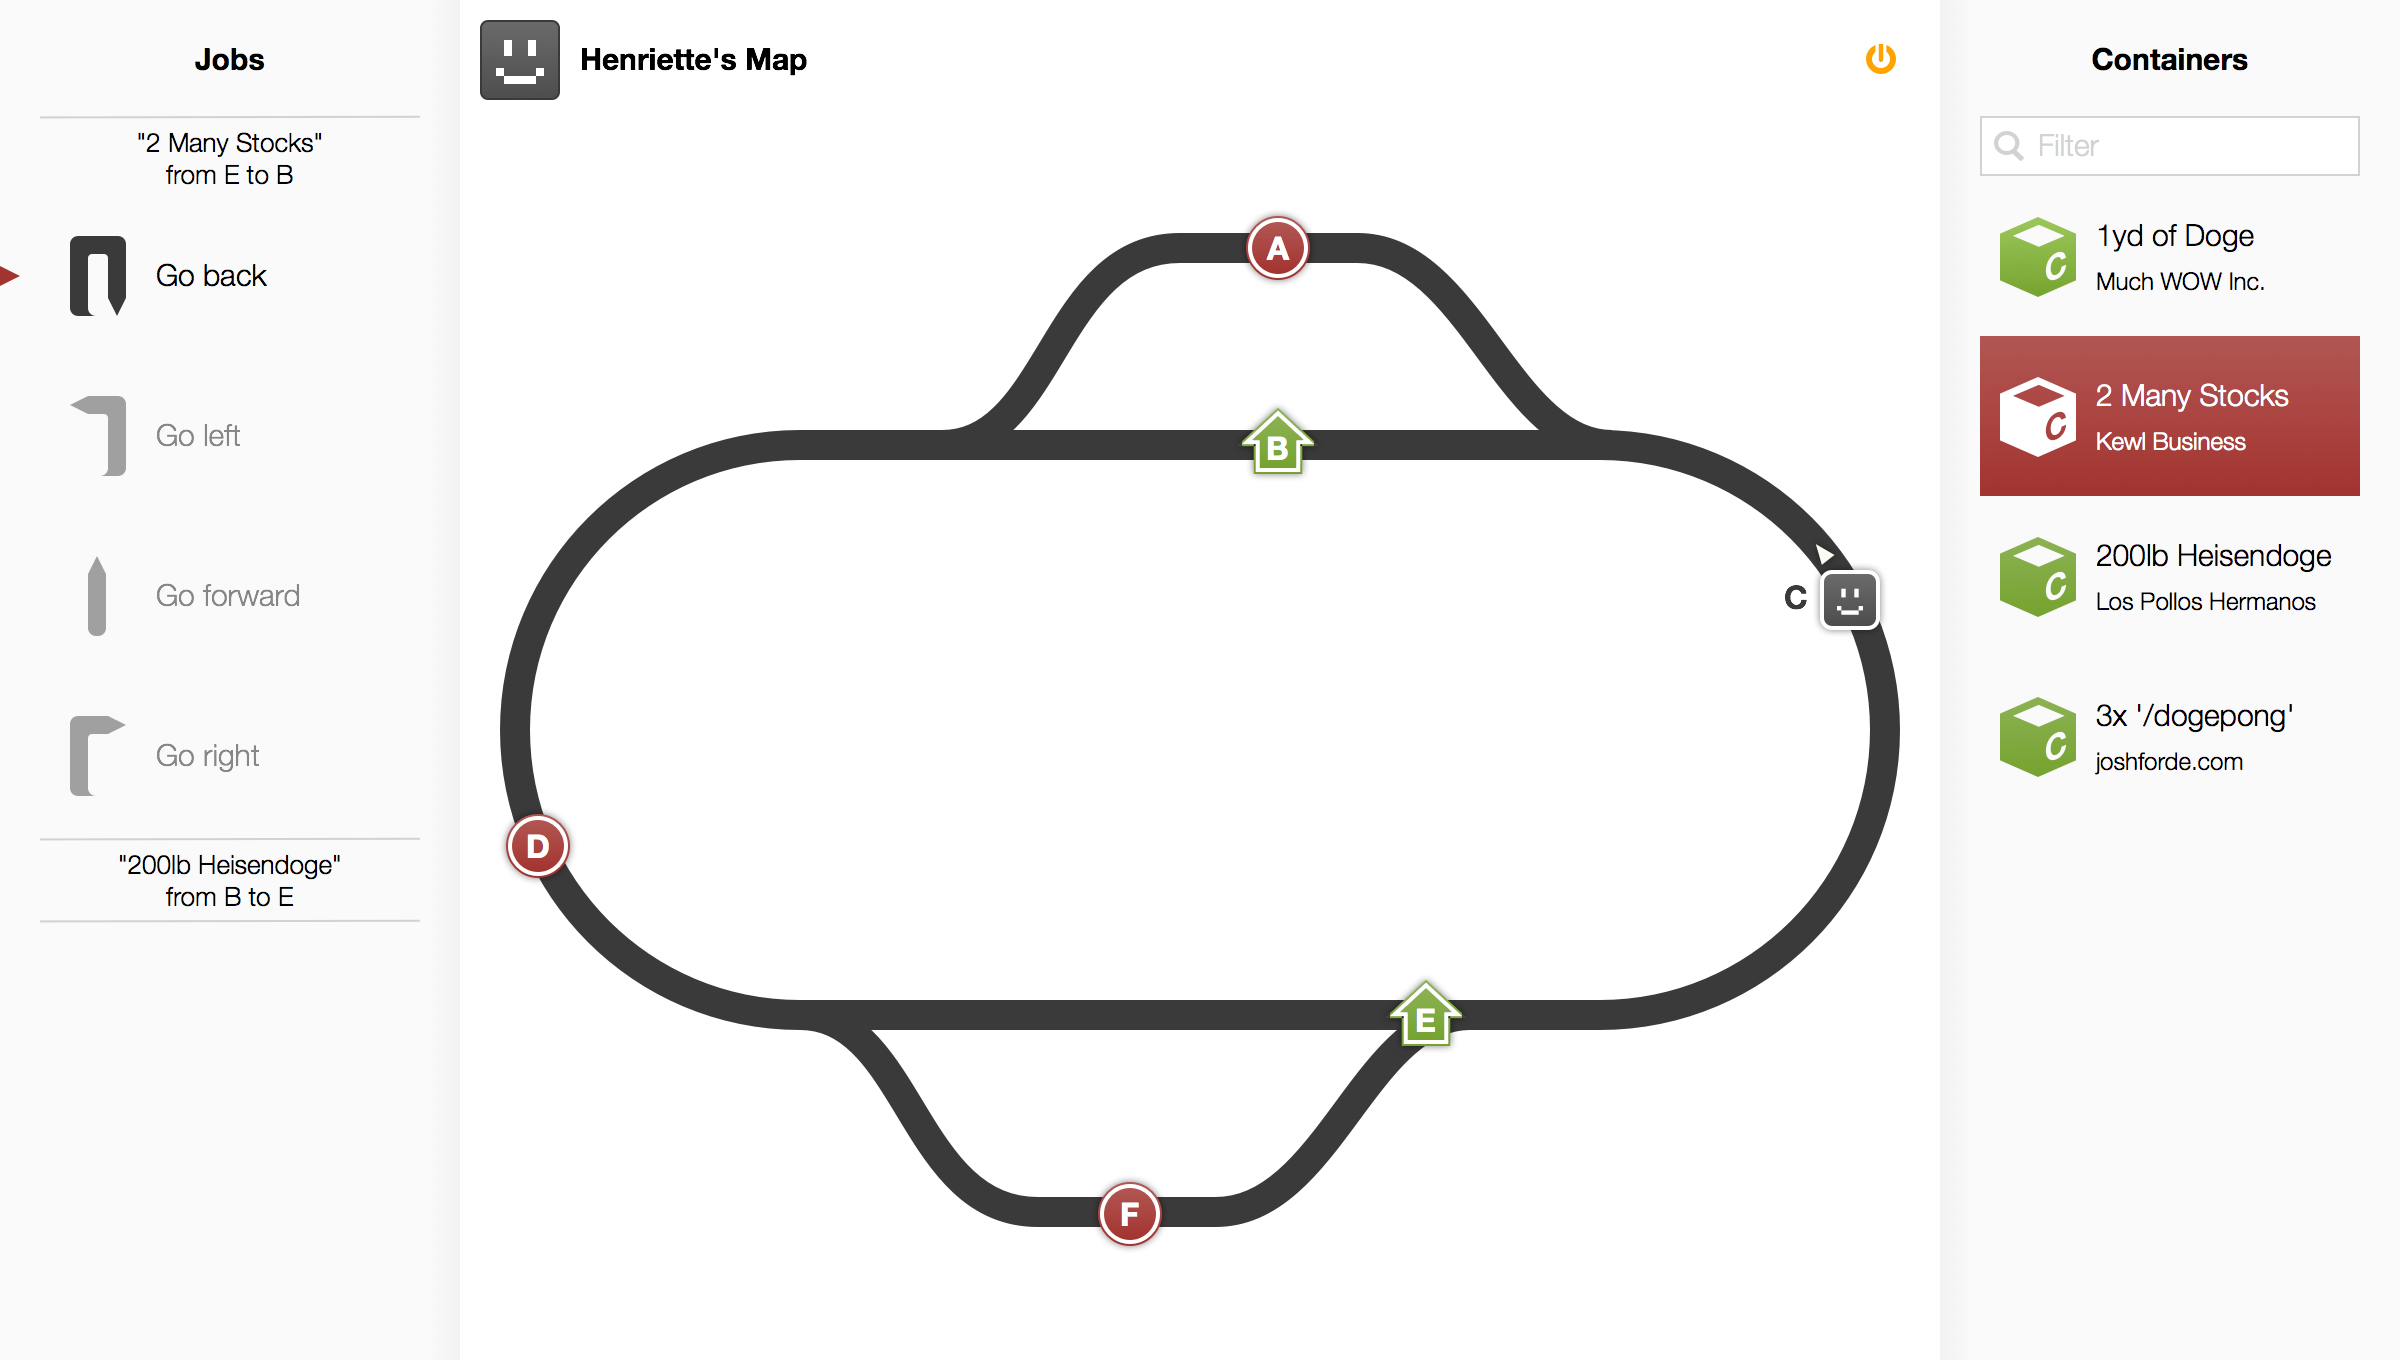 Jobs
"2 Many Stocks"
from E to B
Go back
Go left
Go forward
Go right
"200lb Heisendoge"
from B to E
Henriette's Map
A
B
C
D
E
F
Containers
Filter
C
1yd of Doge
Much WOW Inc.
C
2 Many Stocks
Kewl Business
C
200lb Heisendoge
Los Pollos Hermanos
C
3x '/dogepong'
joshforde.com